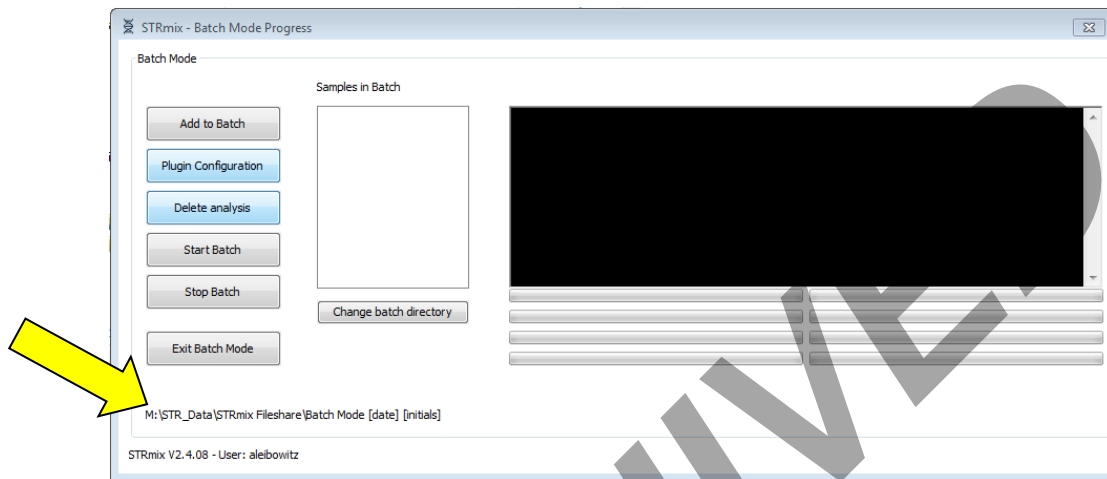 STRmix - Batch Mode Progress
Batch Mode
Samples in Batch
Add to Batch
Plugin Configuration
Delete analysis
Start Batch
Stop Batch
Change batch directory
Exit Batch Mode
M:\STR_Data\STRmix Fileshare\Batch Mode [date] [initials]
STRmix V2.4.08 - User: aleibowitz